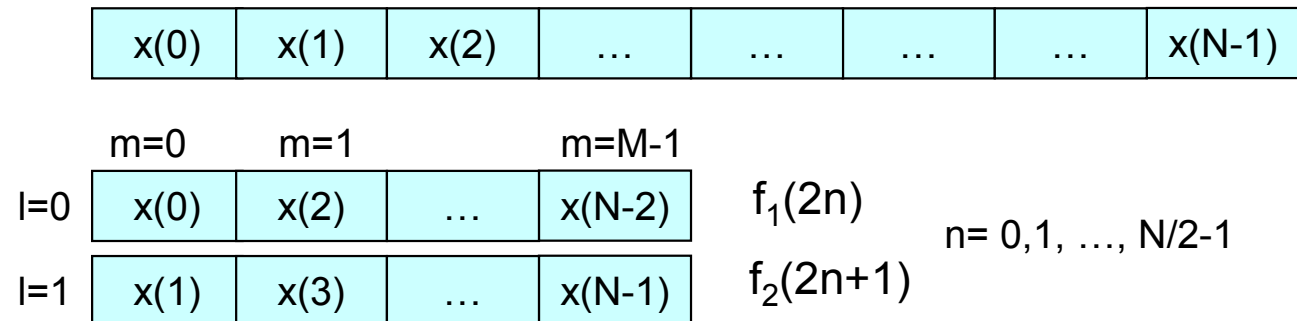 x(0) x(1) x(2) … … … … x(N-1)
m=0 m=1 m=M-1
l=0 x(0) x(2) … x(N-2) f₁(2n)
n= 0,1, …, N/2-1
l=1 x(1) x(3) … x(N-1) f₂(2n+1)